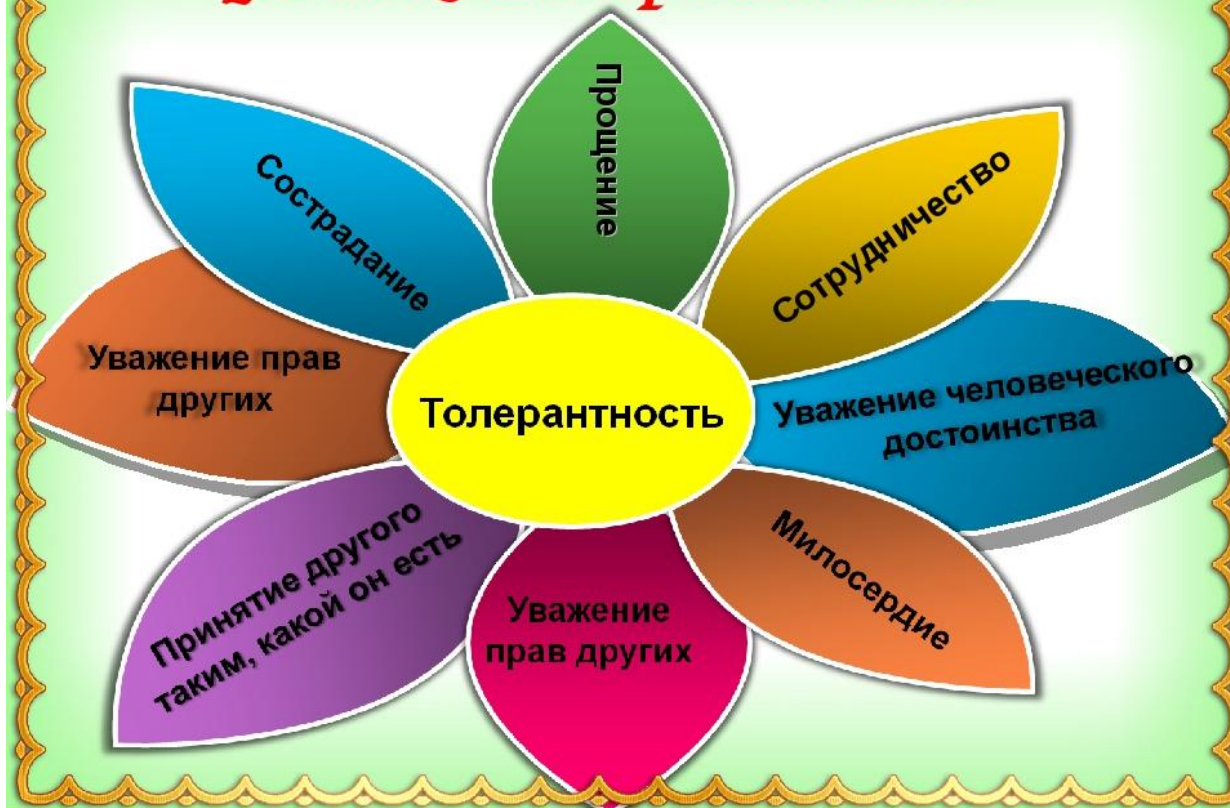 Прощение
Сострадание
Сотрудничество
Уважение прав
других
Толерантность
Уважение человеческого
достоинства
Принятие другого
таким, какой он есть
Уважение
прав других
Милосердие